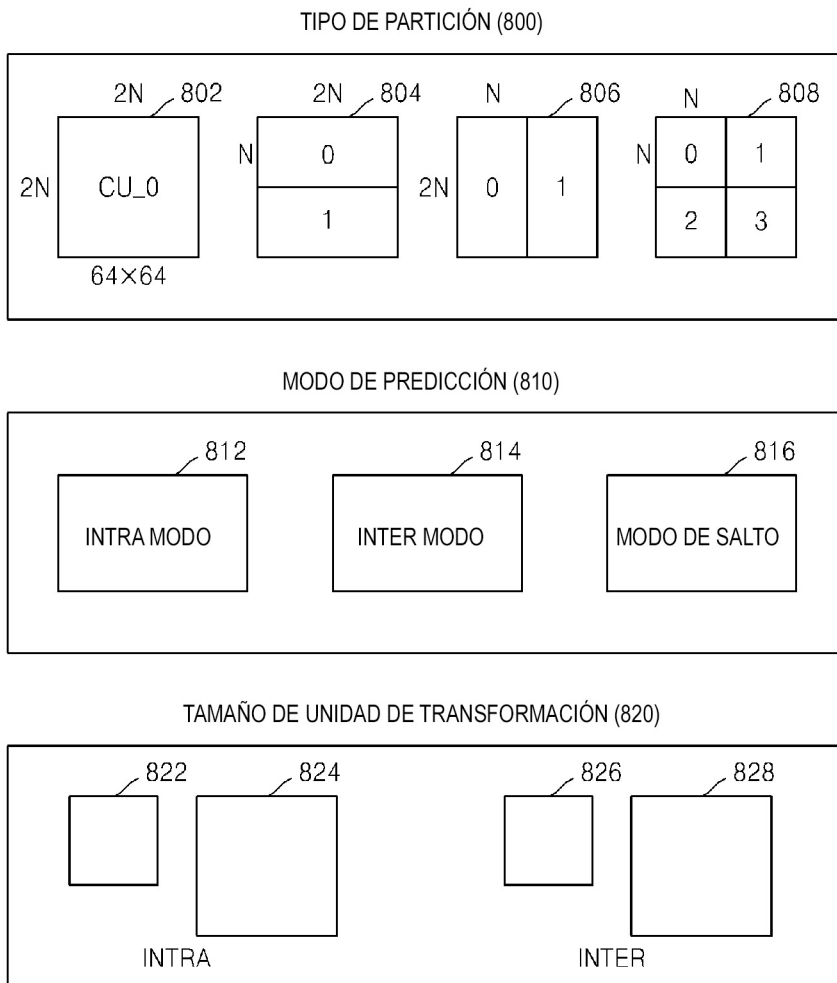 TIPO DE PARTICIÓN (800)
2N 802 2N 804 N 806 N 808
2N CU_0 N 0 2N 0 1 N 0 1
1 2 3
64×64
MODO DE PREDICCIÓN (810)
812 814 816
INTRA MODO INTER MODO MODO DE SALTO
TAMAÑO DE UNIDAD DE TRANSFORMACIÓN (820)
822 824 826 828
INTRA INTER